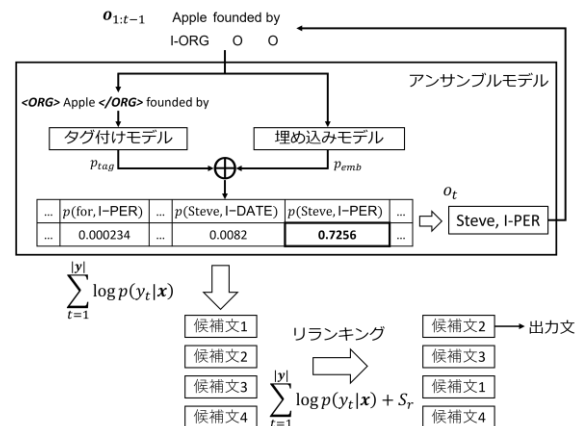 o1:t−1 Apple founded by
I-ORG O O
アンサンブルモデル
<ORG> Apple </ORG> founded by
タグ付けモデル 埋め込みモデル
ptag pemb
... p(for, I−PER) ... p(Steve, I−DATE) p(Steve, I−PER) ...
... 0.000234 ... 0.0082 0.7256 ...
ot
Steve, I-PER
|y| ∑ t=1 log p(yt|x)
候補文1 リランキング 候補文2 出力文
候補文2 候補文3
候補文3 候補文1
|y| ∑ t=1 log p(yt|x) + Sr
候補文4 候補文4